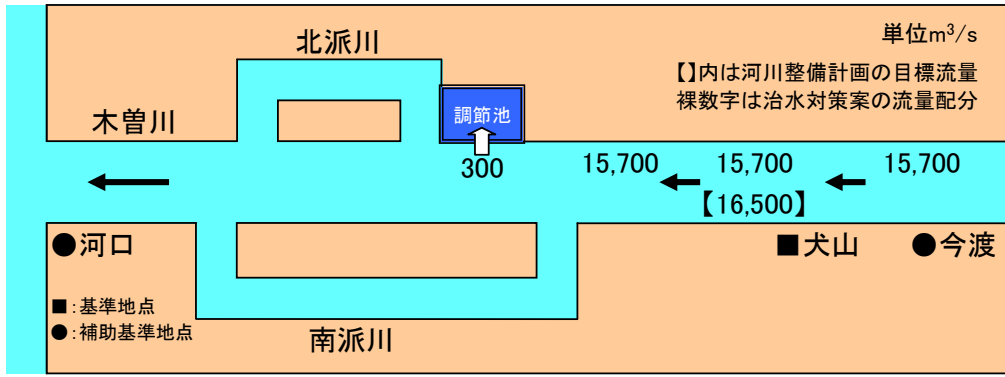 北派川
単位m³/s
【】内は河川整備計画の目標流量
裸数字は治水対策案の流量配分
木曽川
調節池
300
15,700
15,700
15,700
【16,500】
●河口
■犬山
●今渡
■：基準地点
●：補助基準地点
南派川